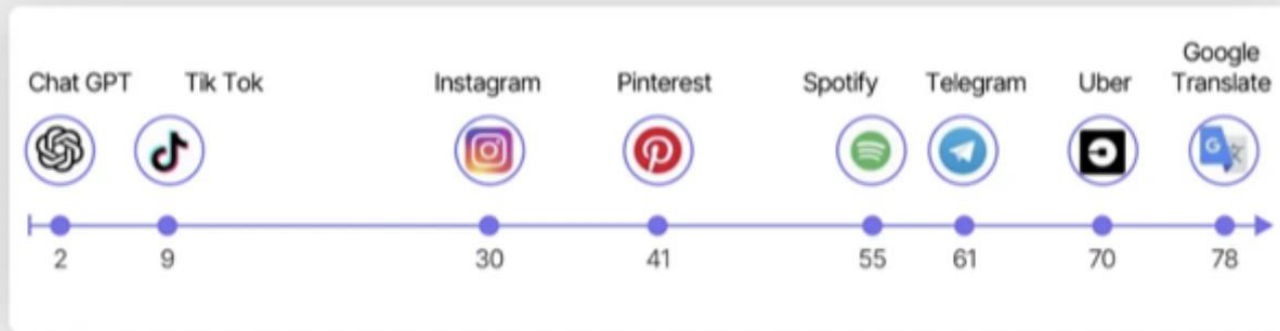 Chat GPT
Tik Tok
Instagram
Pinterest
Spotify
Telegram
Uber
Google
Translate
G 文
2
9
30
41
55
61
70
78